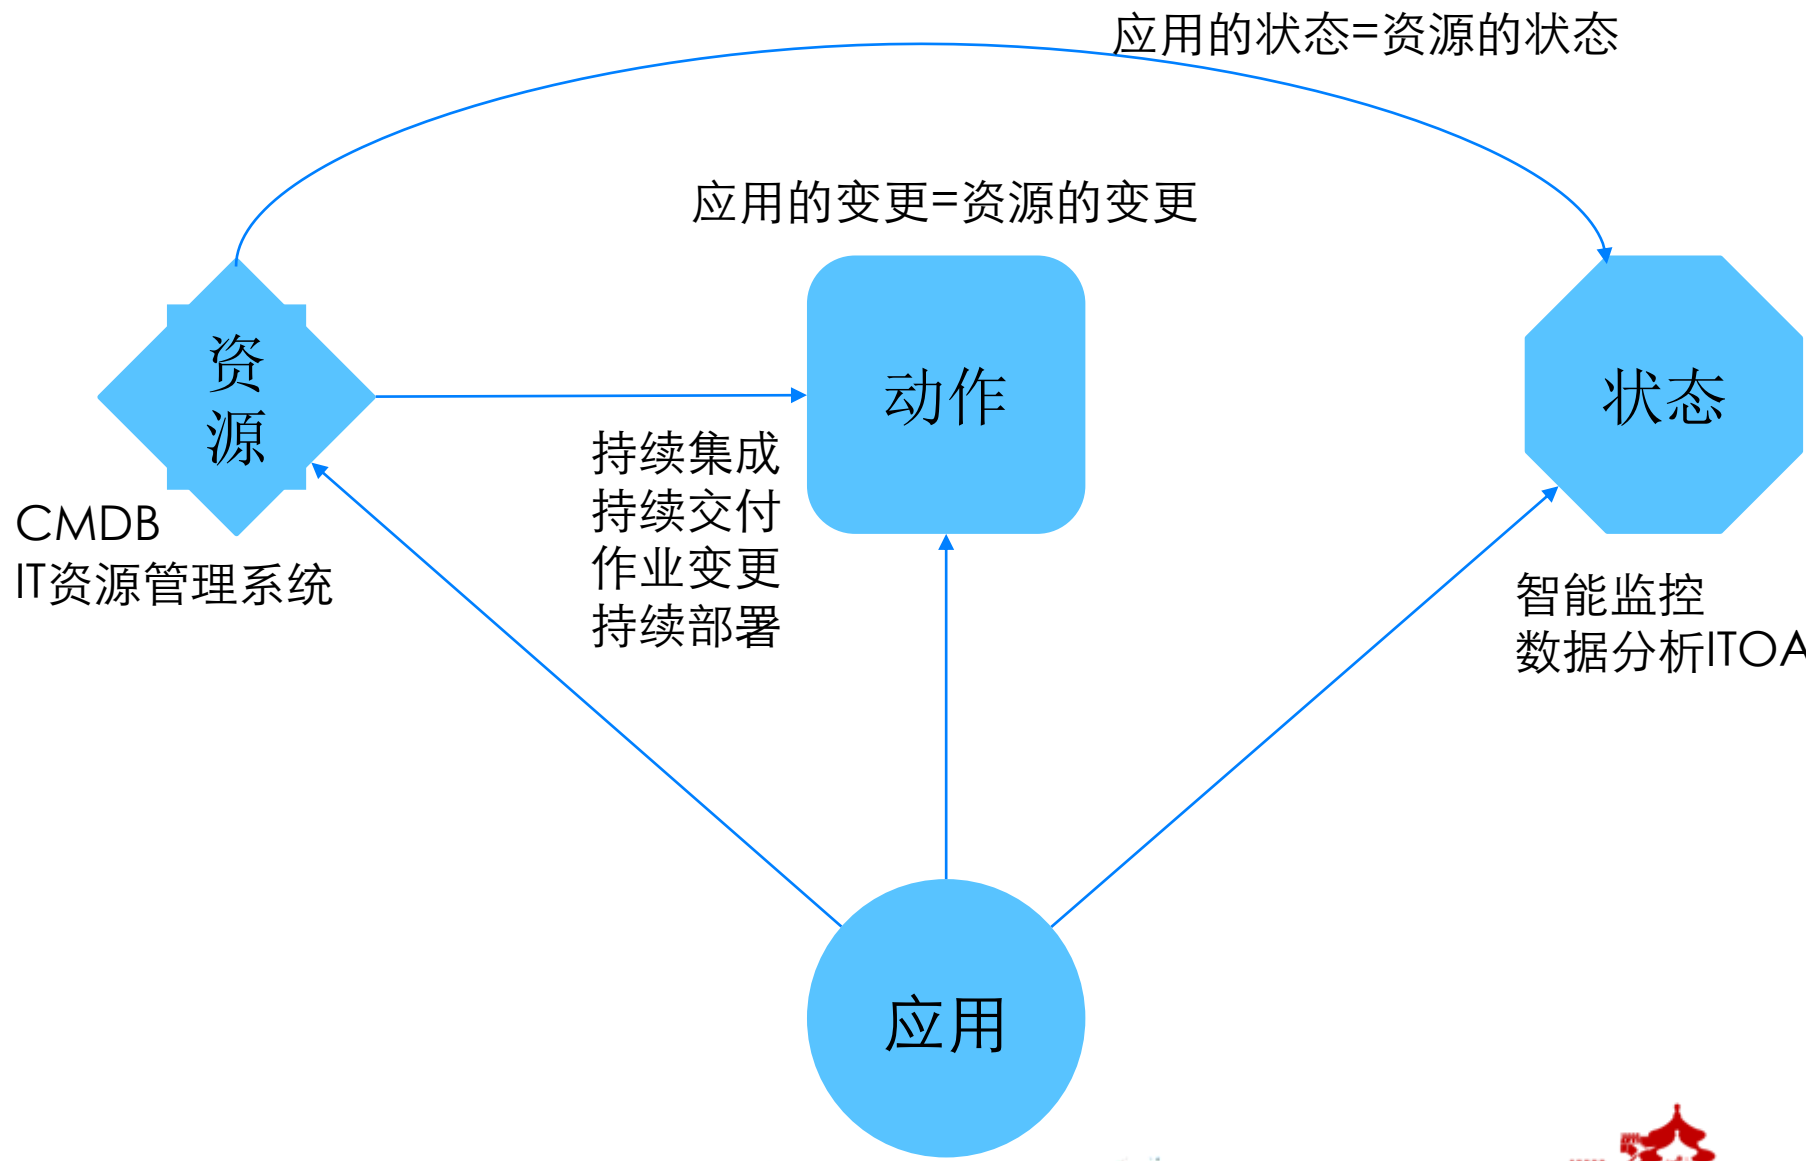 应用的状态=资源的状态
应用的变更=资源的变更
资
源
动作
状态
持续集成
持续交付
作业变更
持续部署
CMDB
IT资源管理系统
智能监控
数据分析ITOA
应用